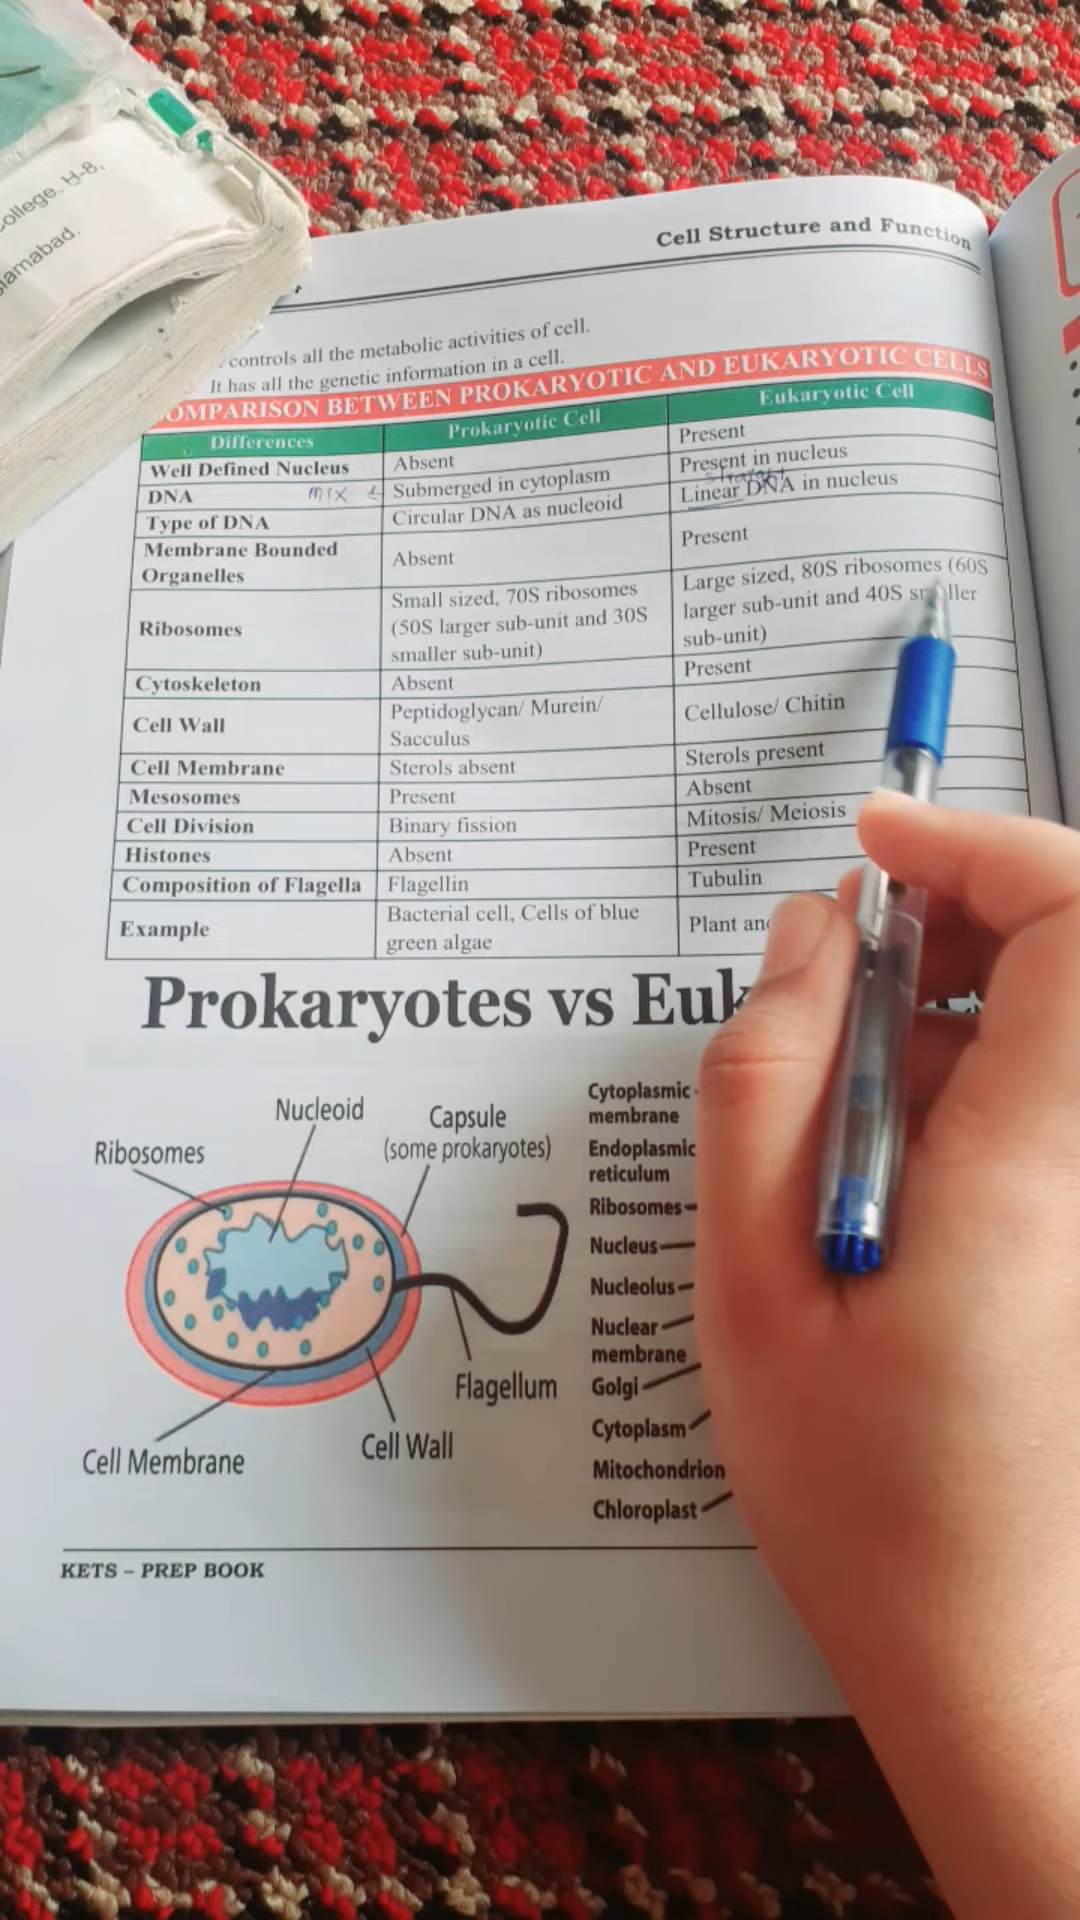 College, H-8,
Islamabad.
Cell Structure and Function
controls all the metabolic activities of cell.
It has all the genetic information in a cell.
COMPARISON BETWEEN PROKARYOTIC AND EUKARYOTIC CELLS
Differences Prokaryotic Cell Eukaryotic Cell
Well Defined Nucleus Absent Present
DNA mix Submerged in cytoplasm Present in nucleus
straight
Type of DNA Circular DNA as nucleoid Linear DNA in nucleus
Membrane Bounded
Organelles Absent Present
Ribosomes
Small sized, 70S ribosomes
(50S larger sub-unit and 30S
smaller sub-unit)
Large sized, 80S ribosomes (60S
larger sub-unit and 40S smaller
sub-unit)
Cytoskeleton Absent Present
Cell Wall
Peptidoglycan/ Murein/
Sacculus
Cellulose/ Chitin
Cell Membrane Sterols absent Sterols present
Mesosomes Present Absent
Cell Division Binary fission Mitosis/ Meiosis
Histones Absent Present
Composition of Flagella Flagellin Tubulin
Example
Bacterial cell, Cells of blue
green algae
Plant and
Prokaryotes vs Euk
Nucleoid
Ribosomes
Capsule
(some prokaryotes)
Flagellum
Cell Wall
Cell Membrane
Cytoplasmic
membrane
Endoplasmic
reticulum
Ribosomes
Nucleus
Nucleolus
Nuclear
membrane
Golgi
Cytoplasm
Mitochondrion
Chloroplast
KETS – PREP BOOK